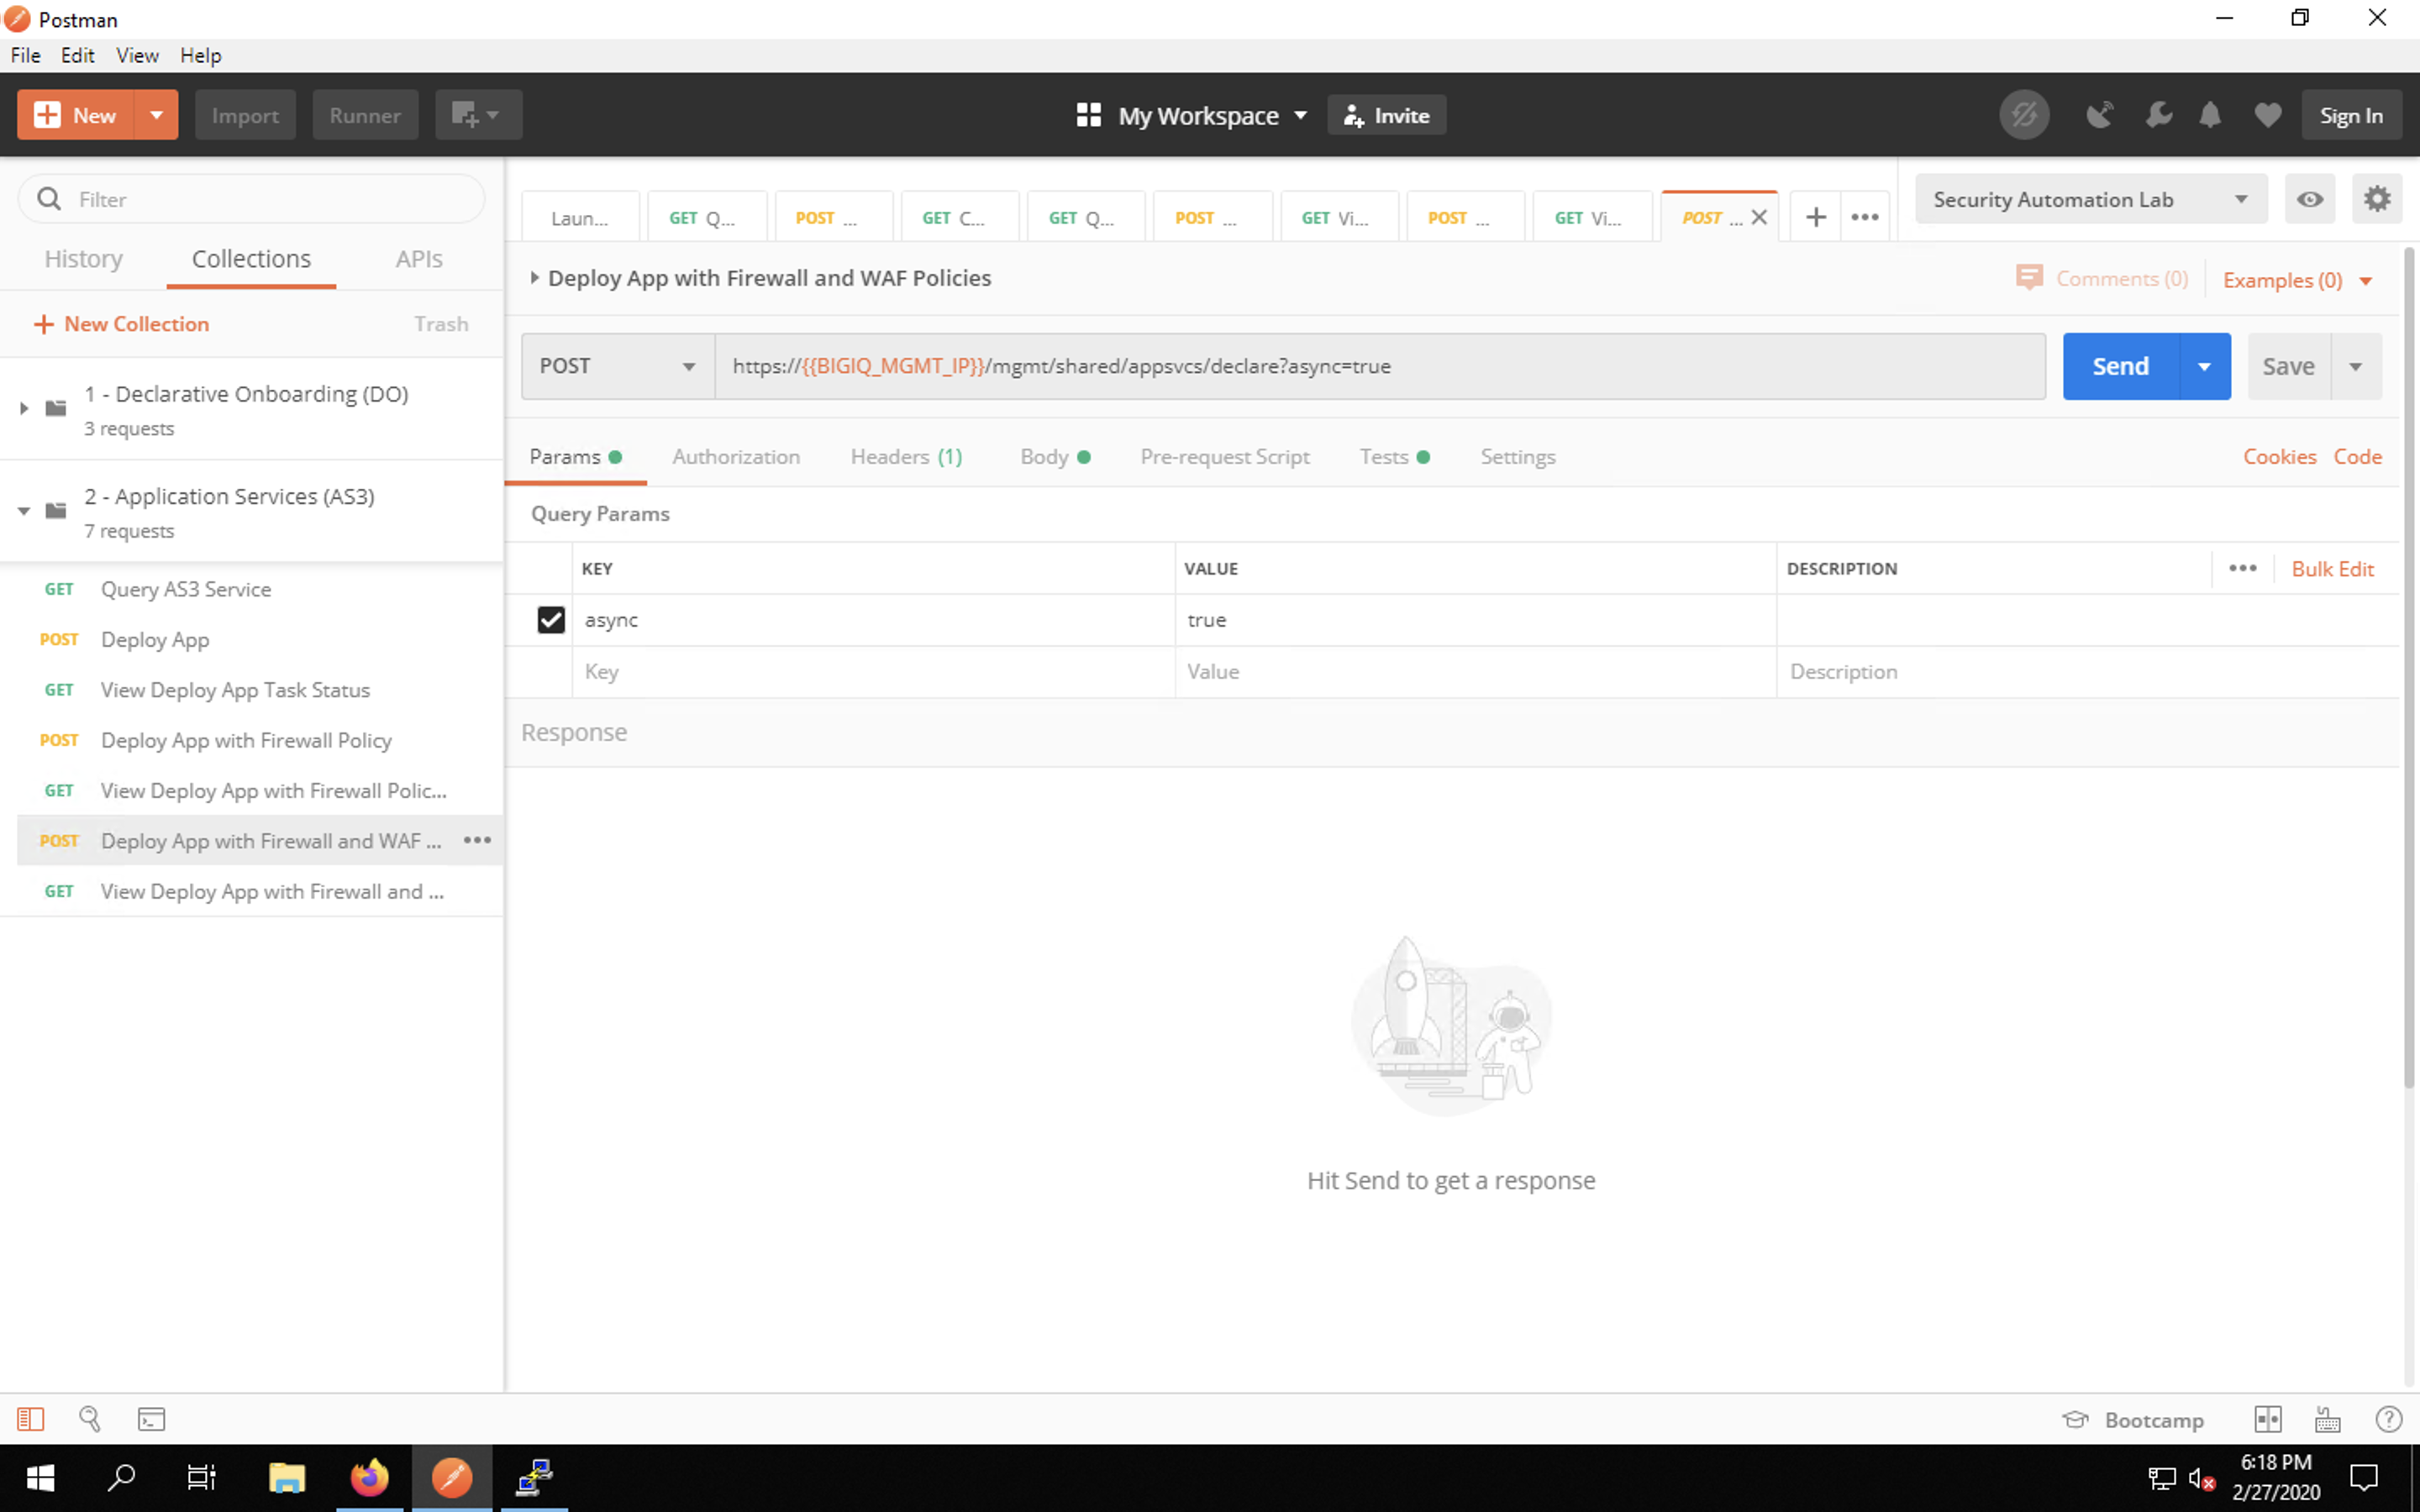 Postman
File Edit View Help
New Import Runner My Workspace Invite Sign In
Filter
Laun... GET Q... POST ... GET C... GET Q... POST ... GET Vi... POST ... GET Vi... POST ... Security Automation Lab
History Collections APIs
Deploy App with Firewall and WAF Policies Comments (0) Examples (0)
New Collection Trash
POST https://{{BIGIQ_MGMT_IP}}/mgmt/shared/appsvcs/declare?async=true Send Save
1 - Declarative Onboarding (DO)
3 requests
Params Authorization Headers (1) Body Pre-request Script Tests Settings Cookies Code
2 - Application Services (AS3)
7 requests
Query Params
KEY VALUE DESCRIPTION Bulk Edit
async true
Key Value Description
GET Query AS3 Service
POST Deploy App
GET View Deploy App Task Status
POST Deploy App with Firewall Policy
GET View Deploy App with Firewall Polic...
POST Deploy App with Firewall and WAF ...
GET View Deploy App with Firewall and ...
Response
Hit Send to get a response
Bootcamp
6:18 PM
2/27/2020